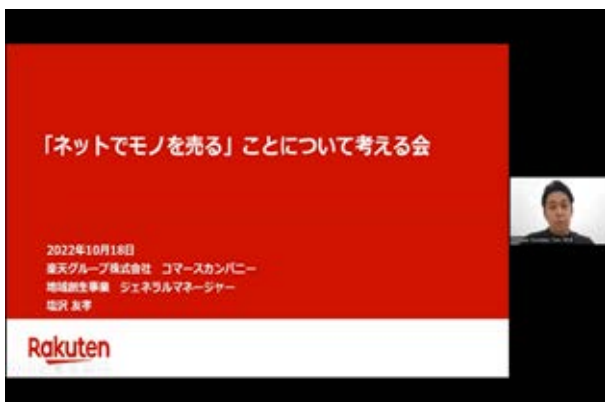 「ネットでモノを売る」ことについて考える会
2022年10月18日
楽天グループ株式会社 コマースカンパニー
地域創生事業 ジェネラルマネージャー
塩沢 友孝
Rakuten